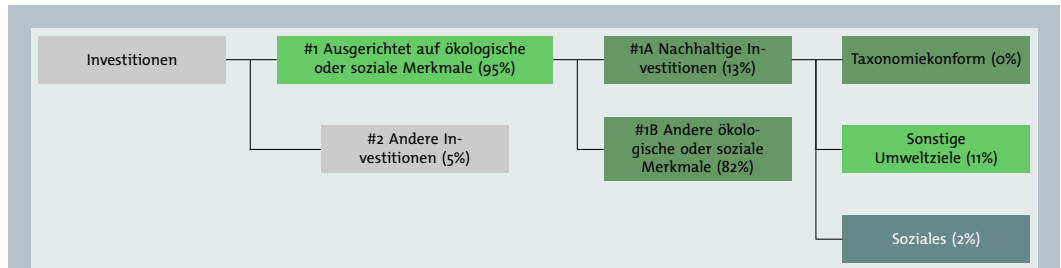 Investitionen
#1 Ausgerichtet auf ökologische
oder soziale Merkmale (95%)
#1A Nachhaltige In-
vestitionen (13%)
Taxonomiekonform (0%)
#2 Andere In-
vestitionen (5%)
#1B Andere ökolo-
gische oder soziale
Merkmale (82%)
Sonstige
Umweltziele (11%)
Soziales (2%)